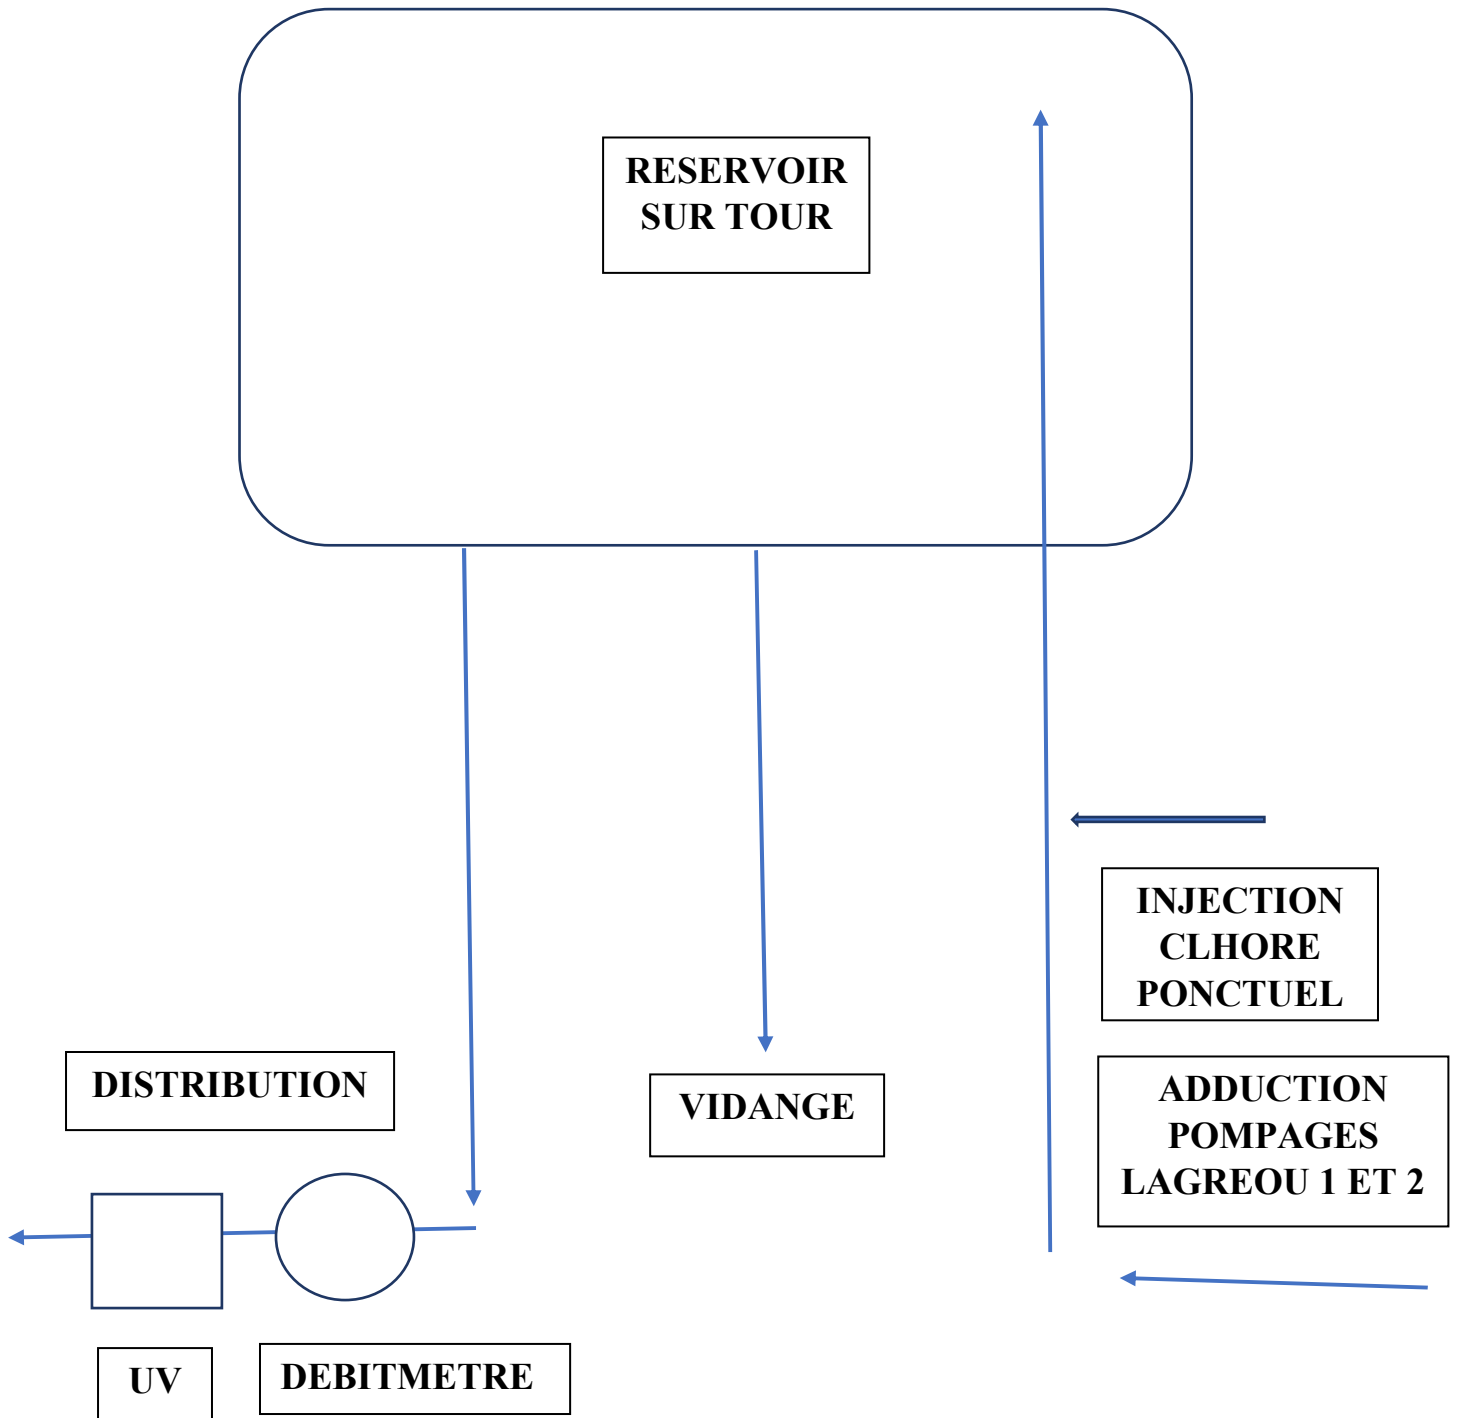 RESERVOIR
SUR TOUR
INJECTION
CLHORE
PONCTUEL
DISTRIBUTION
VIDANGE
ADDUCTION
POMPAGES
LAGREOU 1 ET 2
UV
DEBITMETRE